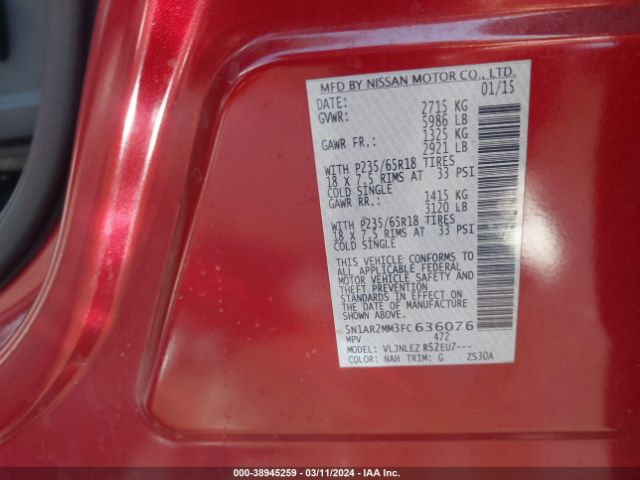 MFD BY NISSAN MOTOR CO., LTD.
DATE: 01/15
GVWR: 2715 KG
5986 LB
GAWR FR.: 1325 KG
2921 LB
WITH P235/65R18 TIRES
18 X 7.5 RIMS AT 33 PSI
COLD SINGLE
GAWR RR.: 1415 KG
3120 LB
WITH P235/65R18 TIRES
18 X 7.5 RIMS AT 33 PSI
COLD SINGLE
THIS VEHICLE CONFORMS TO
ALL APPLICABLE FEDERAL
MOTOR VEHICLE SAFETY AND
THEFT PREVENTION
STANDARDS IN EFFECT ON
THE DATE OF MANUFACTURE
SHOWN ABOVE.
5N1AR2MM3FC636076
MPV 472
MODEL: VLJNLEZ R52EU7---
COLOR: NAH TRIM: G ZS30A
000-38945259 - 03/11/2024 - IAA Inc.